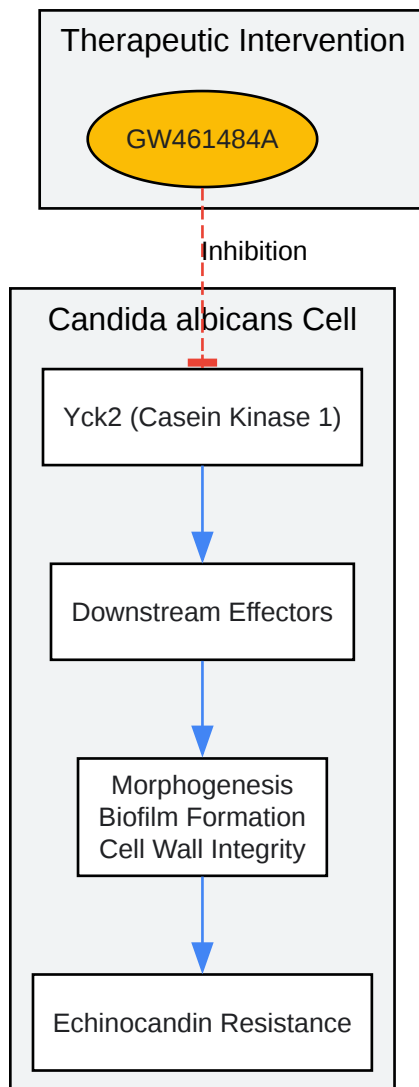 Therapeutic Intervention
GW461484A
Inhibition
Candida albicans Cell
Yck2 (Casein Kinase 1)
Downstream Effectors
Morphogenesis
Biofilm Formation
Cell Wall Integrity
Echinocandin Resistance